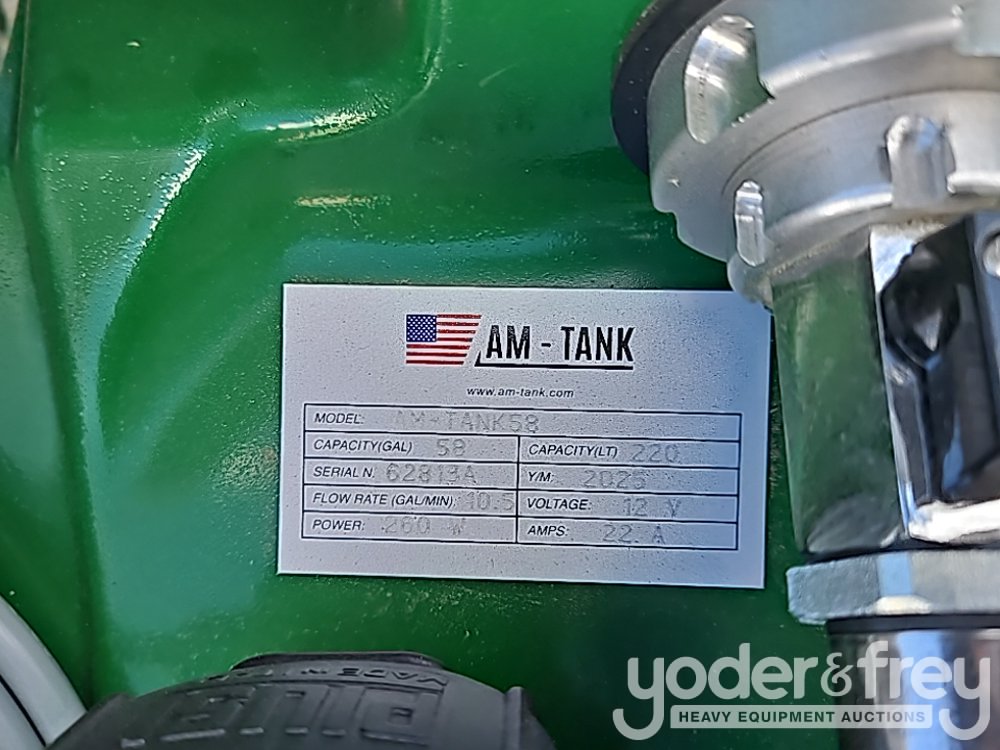 AM - TANK
www.am-tank.com
MODEL: AM-TANK58
CAPACITY(GAL) 58 CAPACITY(LT) 220
SERIAL N. 62813A Y/M: 2025
FLOW RATE (GAL/MIN): 10.5 VOLTAGE: 12 V
POWER: 260 W AMPS: 22 A
MADE
yoder&frey
HEAVY EQUIPMENT AUCTIONS